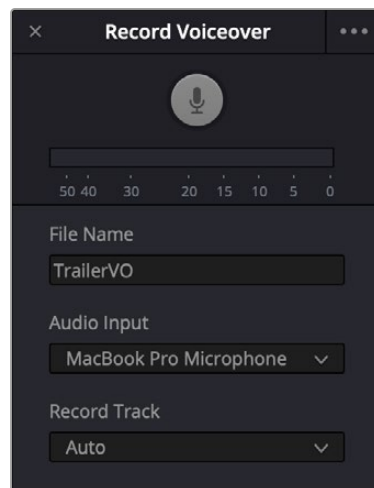 Record Voiceover
50 40 30 20 15 10 5 0
File Name
TrailerVO
Audio Input
MacBook Pro Microphone
Record Track
Auto